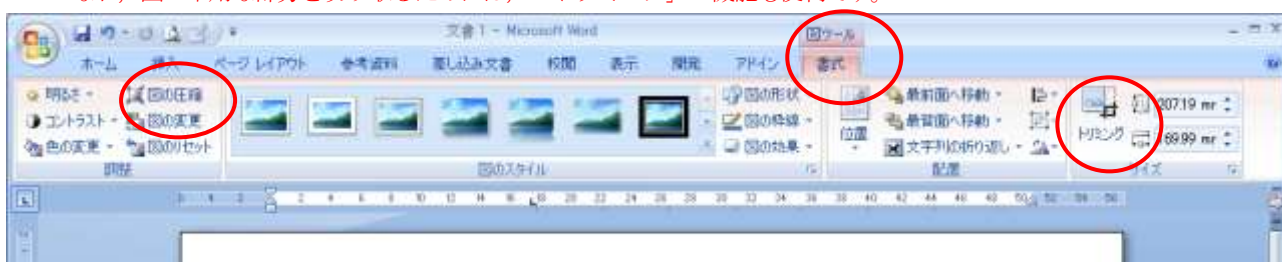 文書 1 - Microsoft Word
図ツール
ホーム 挿入 ページ レイアウト 参考資料 差し込み文書 校閲 表示 開発 アドイン 書式
明るさ 図の圧縮 図の形状 最前面へ移動
コントラスト 図の変更 図の枠線 最背面へ移動
色の変更 図のリセット 図の効果 位置 文字列の折り返し トリミング
207.19 mr
169.99 mr
調整 図のスタイル 配置 サイズ